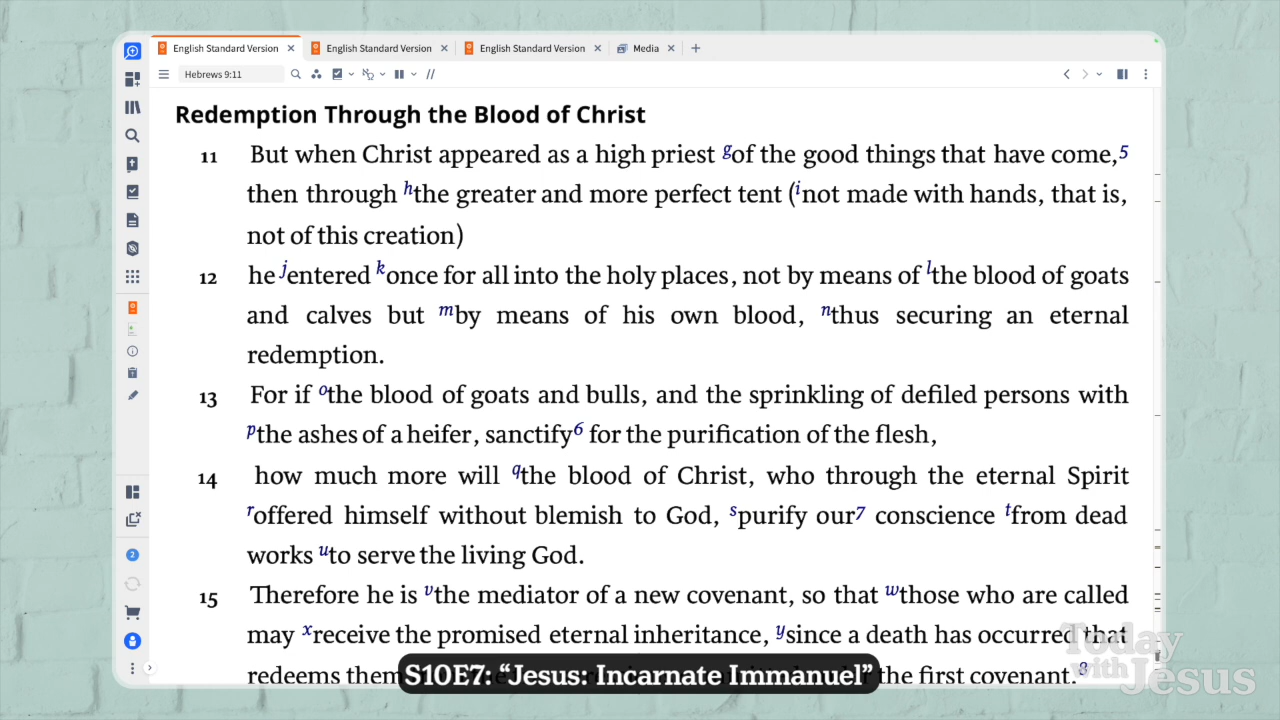 English Standard Version
English Standard Version
English Standard Version
Media
Hebrews 9:11
Redemption Through the Blood of Christ
11 But when Christ appeared as a high priest gof the good things that have come,5
then through hthe greater and more perfect tent (inot made with hands, that is,
not of this creation)
12 he jentered konce for all into the holy places, not by means of lthe blood of goats
and calves but mby means of his own blood, nthus securing an eternal
redemption.
13 For if othe blood of goats and bulls, and the sprinkling of defiled persons with
pthe ashes of a heifer, sanctify6 for the purification of the flesh,
14 how much more will qthe blood of Christ, who through the eternal Spirit
roffered himself without blemish to God, spurify our7 conscience tfrom dead
works uto serve the living God.
15 Therefore he is vthe mediator of a new covenant, so that wthose who are called
may xreceive the promised eternal inheritance, ysince a death has occurred that
redeems them the first covenant.8
2
S10E7: “Jesus: Incarnate Immanuel”
Today
with Jesus